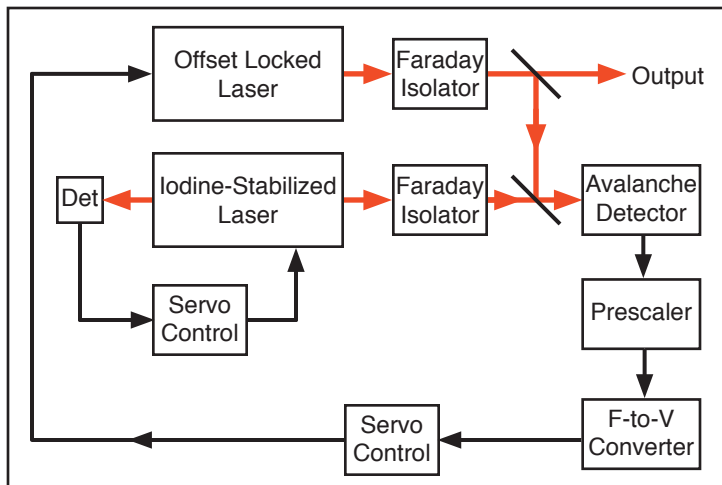 Offset Locked
Laser
Faraday
Isolator
Output
Det
Iodine-Stabilized
Laser
Faraday
Isolator
Avalanche
Detector
Servo
Control
Prescaler
Servo
Control
F-to-V
Converter